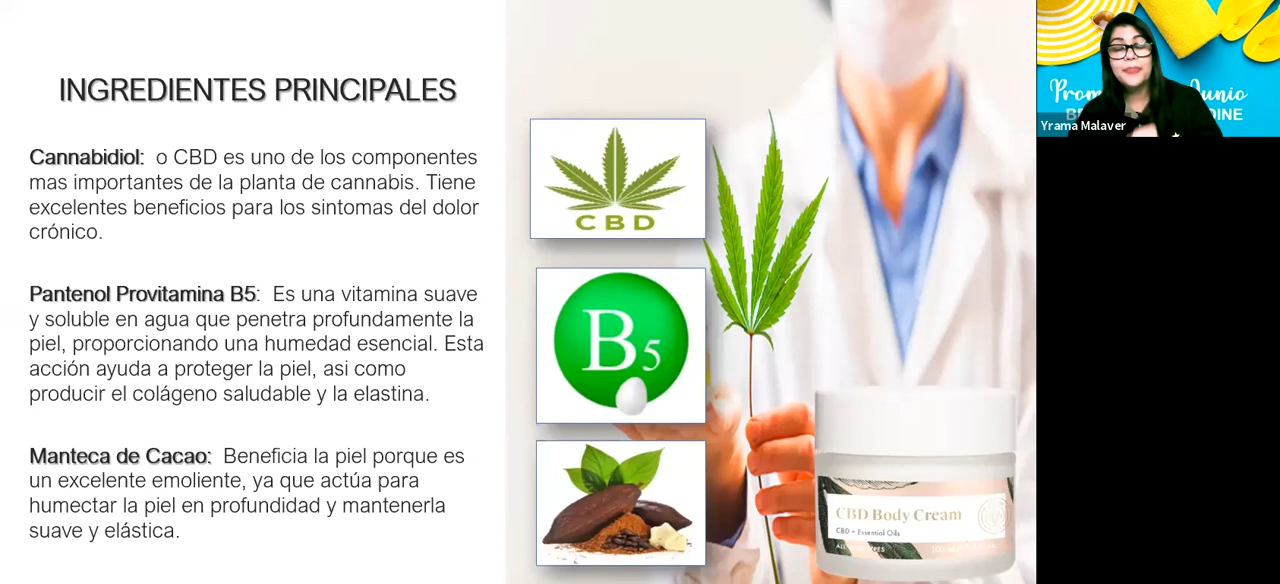 INGREDIENTES PRINCIPALES
Cannabidiol: o CBD es uno de los componentes
mas importantes de la planta de cannabis. Tiene
excelentes beneficios para los sintomas del dolor
crónico.
Pantenol Provitamina B5: Es una vitamina suave
y soluble en agua que penetra profundamente la
piel, proporcionando una humedad esencial. Esta
acción ayuda a proteger la piel, asi como
producir el colágeno saludable y la elastina.
Manteca de Cacao: Beneficia la piel porque es
un excelente emoliente, ya que actúa para
humectar la piel en profundidad y mantenerla
suave y elástica.
CBD
B5
CBD Body Cream
CBD + Essential Oils
Yrama Malaver